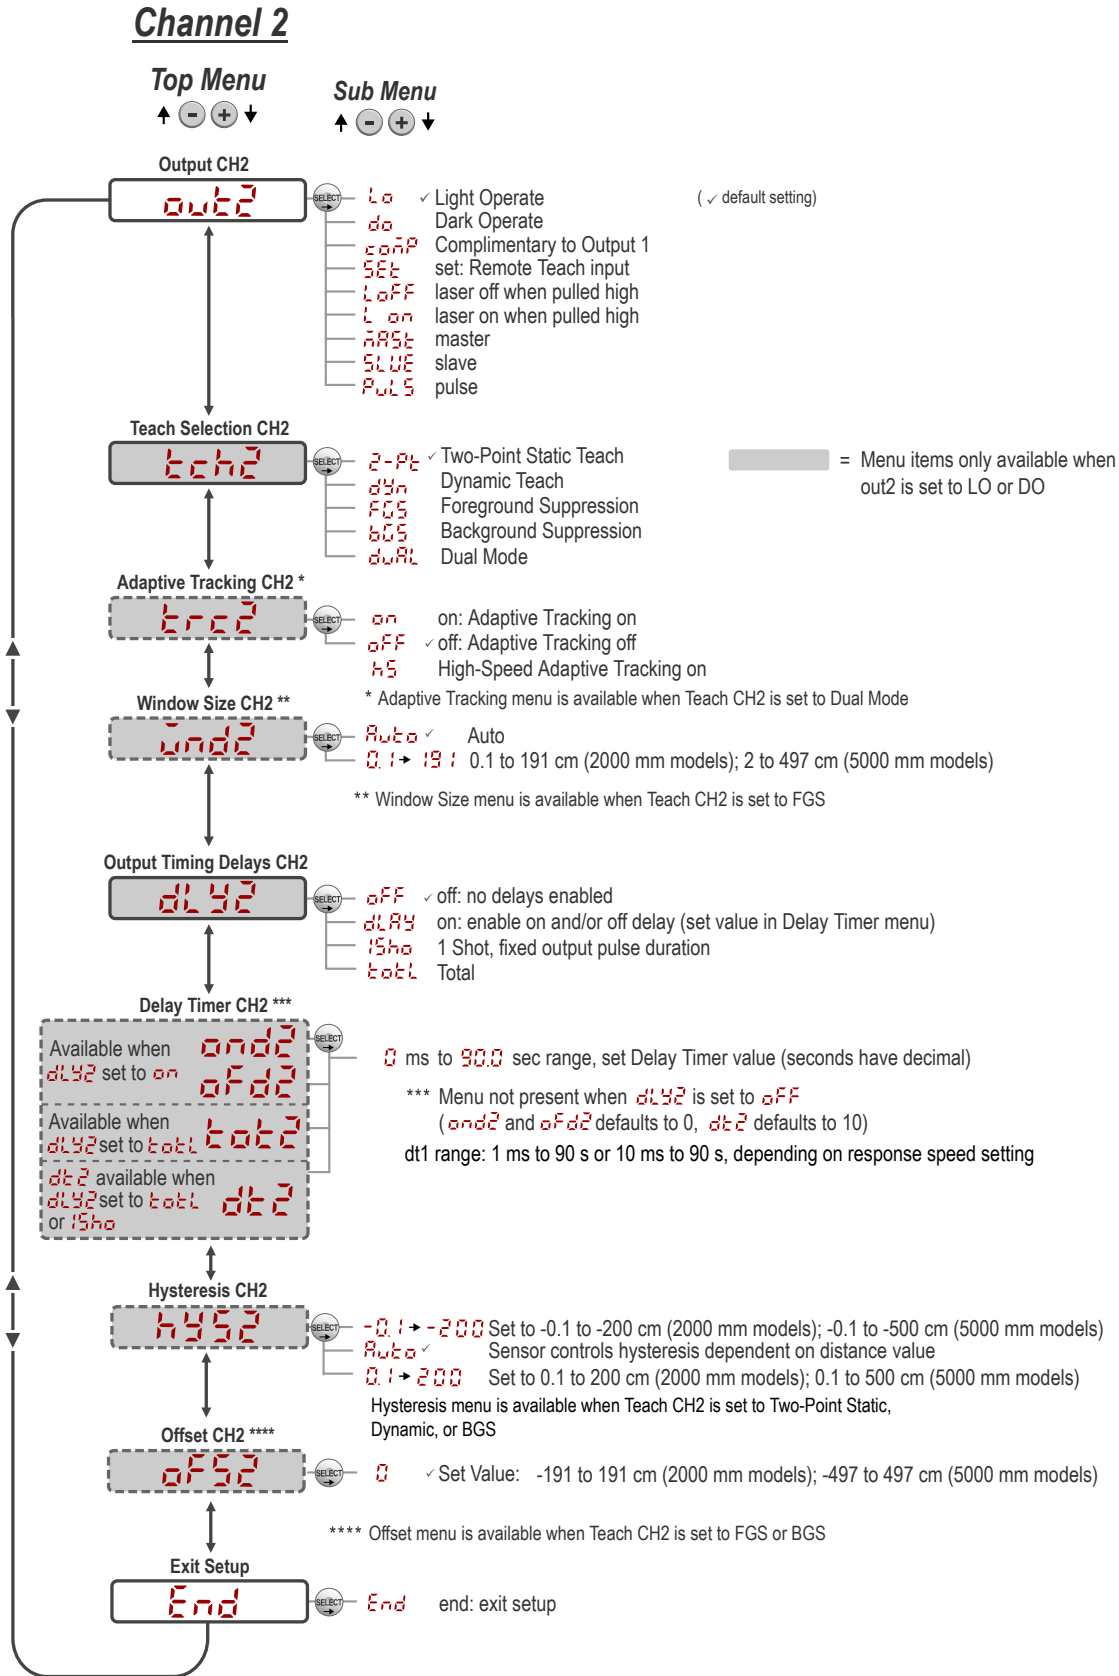 Channel 2
Top Menu
Sub Menu
- +
- +
Output CH2
out2
SELECT
Lo ✓ Light Operate
( ✓ default setting)
do Dark Operate
comP Complimentary to Output 1
SEt set: Remote Teach input
LoFF laser off when pulled high
L on laser on when pulled high
mASt master
SLVE slave
PuLS pulse
Teach Selection CH2
tch2
SELECT
2-Pt ✓ Two-Point Static Teach
dyn Dynamic Teach
FGS Foreground Suppression
bGS Background Suppression
duAL Dual Mode
= Menu items only available when
out2 is set to LO or DO
Adaptive Tracking CH2 *
trc2
SELECT
on on: Adaptive Tracking on
oFF ✓ off: Adaptive Tracking off
hS High-Speed Adaptive Tracking on
* Adaptive Tracking menu is available when Teach CH2 is set to Dual Mode
Window Size CH2 **
wnd2
SELECT
Auto ✓ Auto
0.1 → 191 0.1 to 191 cm (2000 mm models); 2 to 497 cm (5000 mm models)
** Window Size menu is available when Teach CH2 is set to FGS
Output Timing Delays CH2
dLY2
SELECT
oFF ✓ off: no delays enabled
dLAY on: enable on and/or off delay (set value in Delay Timer menu)
1Sho 1 Shot, fixed output pulse duration
totL Total
Delay Timer CH2 ***
Available when
dLY2 set to on
ond2
oFd2
SELECT
Available when
dLY2 set to totL
tot2
dt2 available when
dLY2 set to totL
or 1Sho
dt2
0 ms to 90.0 sec range, set Delay Timer value (seconds have decimal)
*** Menu not present when dLY2 is set to oFF
(ond2 and oFd2 defaults to 0, dt2 defaults to 10)
dt1 range: 1 ms to 90 s or 10 ms to 90 s, depending on response speed setting
Hysteresis CH2
hYS2
SELECT
-0.1 → -200 Set to -0.1 to -200 cm (2000 mm models); -0.1 to -500 cm (5000 mm models)
Auto ✓ Sensor controls hysteresis dependent on distance value
0.1 → 200 Set to 0.1 to 200 cm (2000 mm models); 0.1 to 500 cm (5000 mm models)
Hysteresis menu is available when Teach CH2 is set to Two-Point Static,
Dynamic, or BGS
Offset CH2 ****
oFS2
SELECT
0 ✓ Set Value: -191 to 191 cm (2000 mm models); -497 to 497 cm (5000 mm models)
**** Offset menu is available when Teach CH2 is set to FGS or BGS
Exit Setup
End
SELECT
End end: exit setup